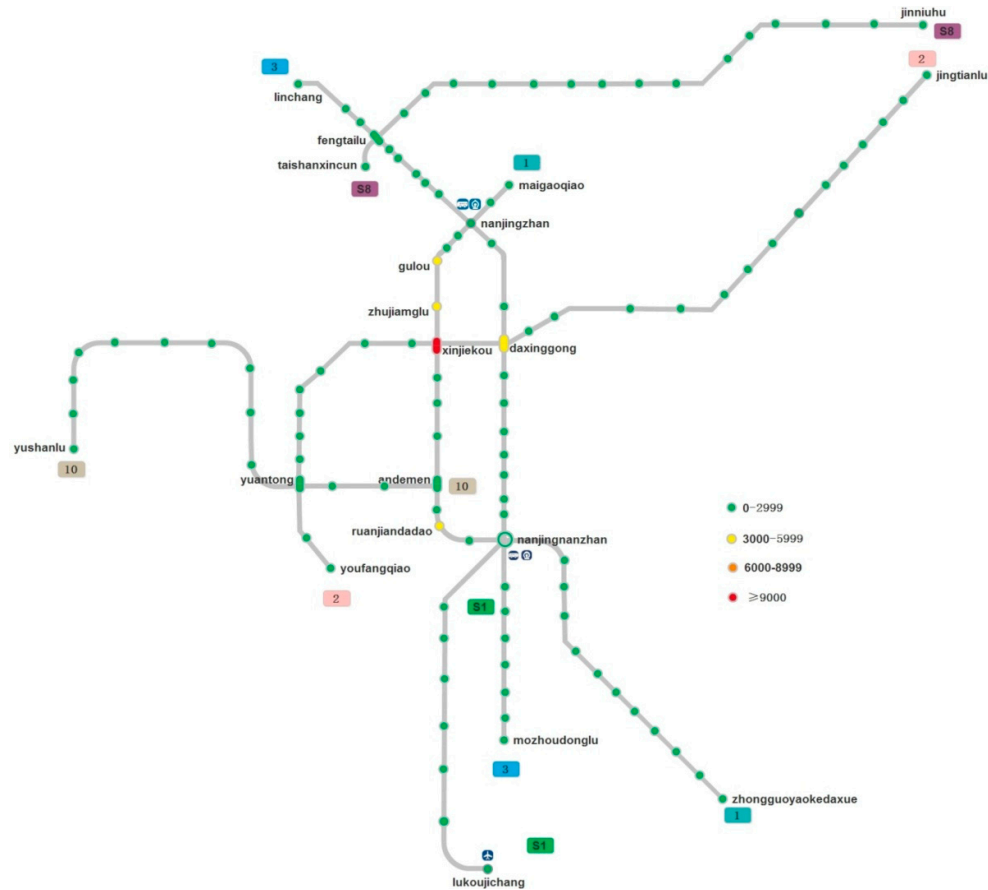 jinniuhu
S8
3
2
linchang
jingtianlu
fengtailu
taishanxincun
1
S8
maigaoqiao
nanjingzhan
gulou
zhujiamglu
xinjiekou
daxinggong
yushanlu
10
yuantong
andemen
10
0-2999
ruanjiandadao
nanjingnanzhan
3000-5999
youfangqiao
6000-8999
2
S1
≥9000
mozhoudonglu
3
zhongguoyaokedaxue
1
S1
lukoujichang